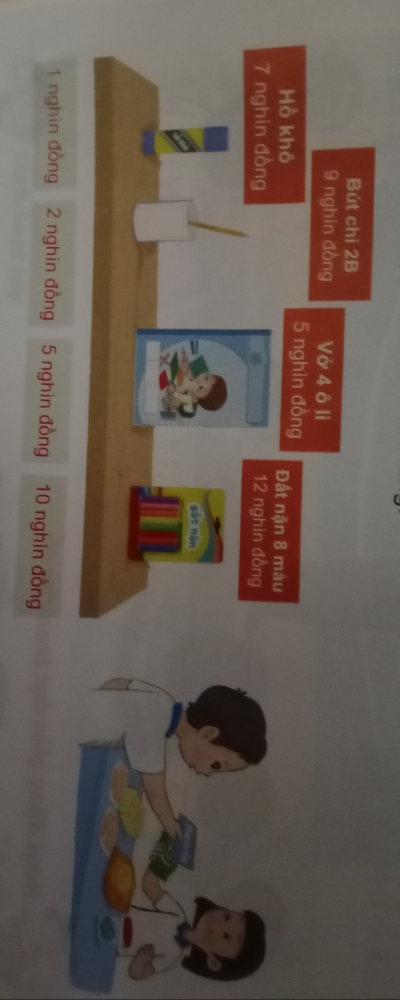 Hồ khô
7 nghìn đồng
Bút chì 2B
9 nghìn đồng
Vở 4 ô li
5 nghìn đồng
Đất nặn 8 màu
12 nghìn đồng
đất nặn
1 nghìn đồng
2 nghìn đồng
5 nghìn đồng
10 nghìn đồng